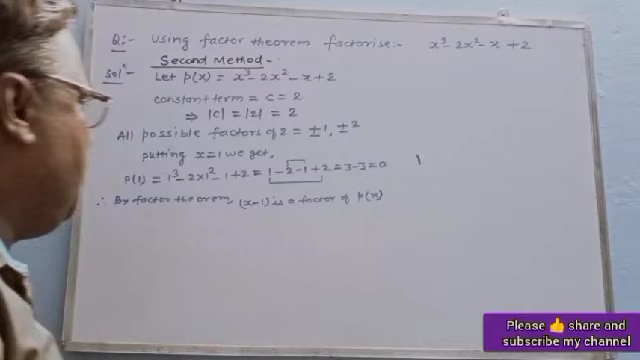 Q:- Using factor theorem factorise:- x³- 2x²- x + 2
Solⁿ Second Method:-
Let p(x) = x³- 2x²- x + 2
constant term = c = 2
⇒ |c| = |2| = 2
All possible factors of 2 = ±1, ±2
putting x=1 we get,
p(1) = 1³- 2x1²- 1+2 = 1-2-1+2 = 3-3=0
∴ By factor theorem, (x-1) is a factor of p(x)
Please 👍 share and
subscribe my channel